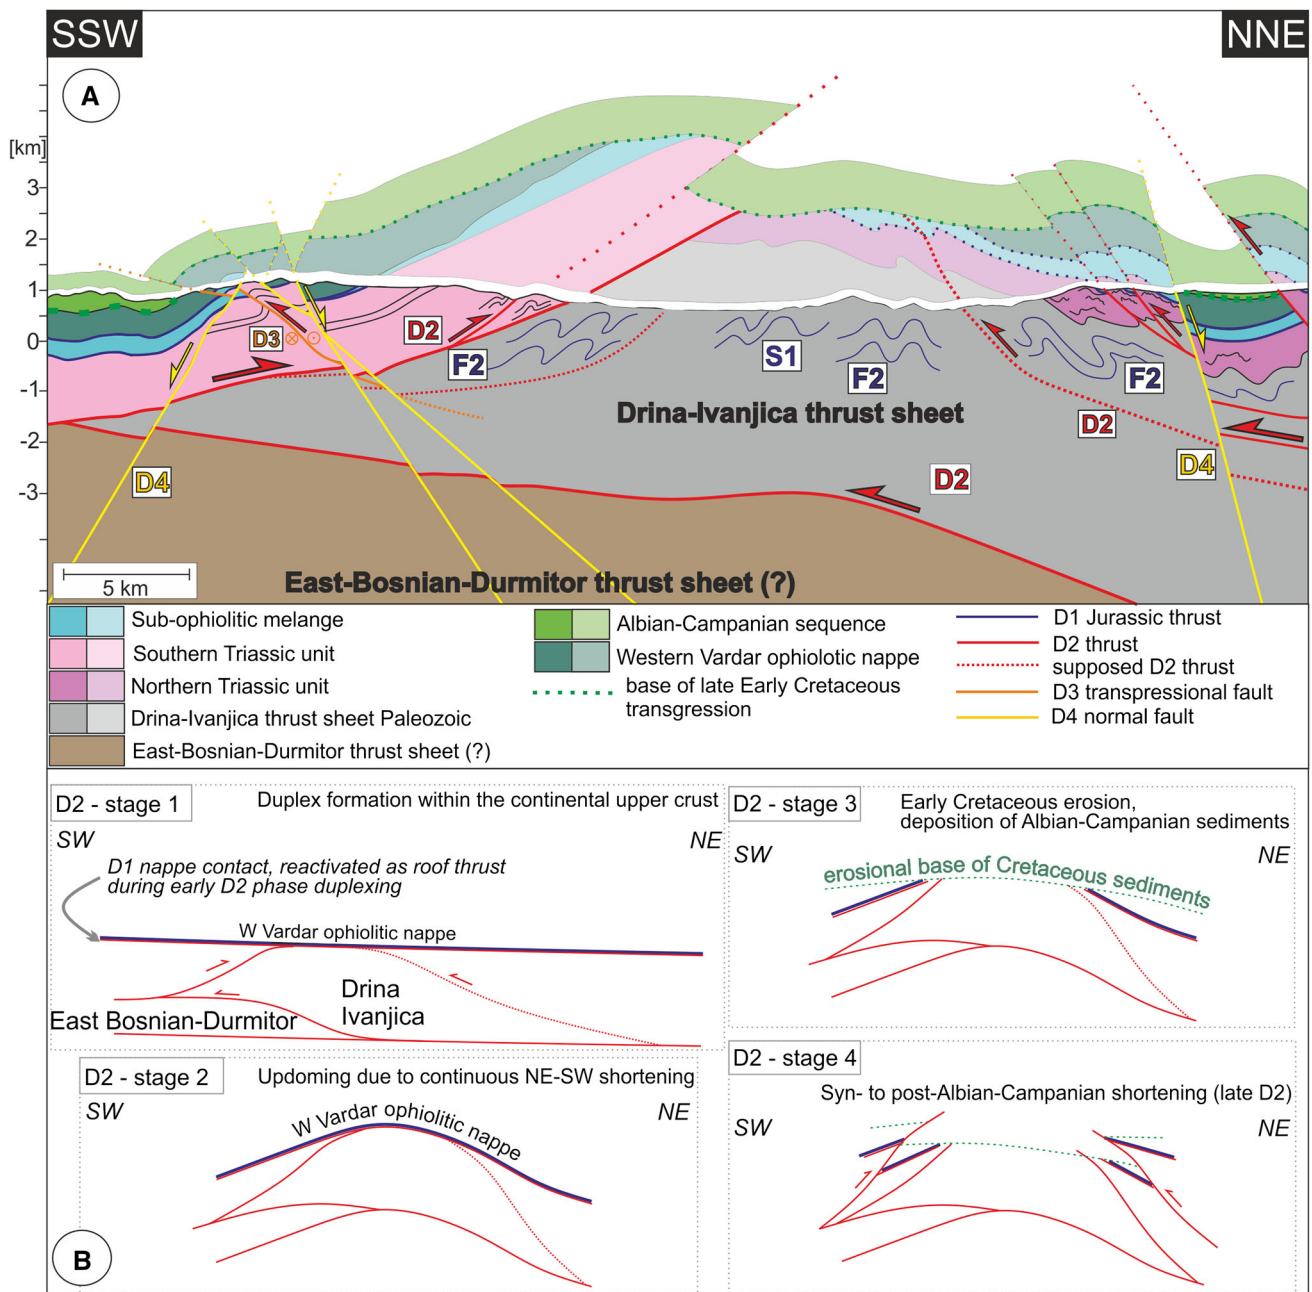 SSW
NNE
A
[km]
3
2
1
0
-1
-2
-3
D3
D2
F2
S1
F2
F2
D2
D4
D4
D2
Drina-Ivanjica thrust sheet
East-Bosnian-Durmitor thrust sheet (?)
5 km
Sub-ophiolitic melange
Southern Triassic unit
Northern Triassic unit
Drina-Ivanjica thrust sheet Paleozoic
East-Bosnian-Durmitor thrust sheet (?)
Albian-Campanian sequence
Western Vardar ophiolotic nappe
base of late Early Cretaceous
transgression
D1 Jurassic thrust
D2 thrust
supposed D2 thrust
D3 transpressional fault
D4 normal fault
D2 - stage 1
Duplex formation within the continental upper crust
SW
NE
D1 nappe contact, reactivated as roof thrust
during early D2 phase duplexing
W Vardar ophiolitic nappe
Drina
Ivanjica
East Bosnian-Durmitor
D2 - stage 2
Updoming due to continuous NE-SW shortening
SW
NE
W Vardar ophiolitic nappe
B
D2 - stage 3
Early Cretaceous erosion,
deposition of Albian-Campanian sediments
SW
NE
erosional base of Cretaceous sediments
D2 - stage 4
Syn- to post-Albian-Campanian shortening (late D2)
SW
NE